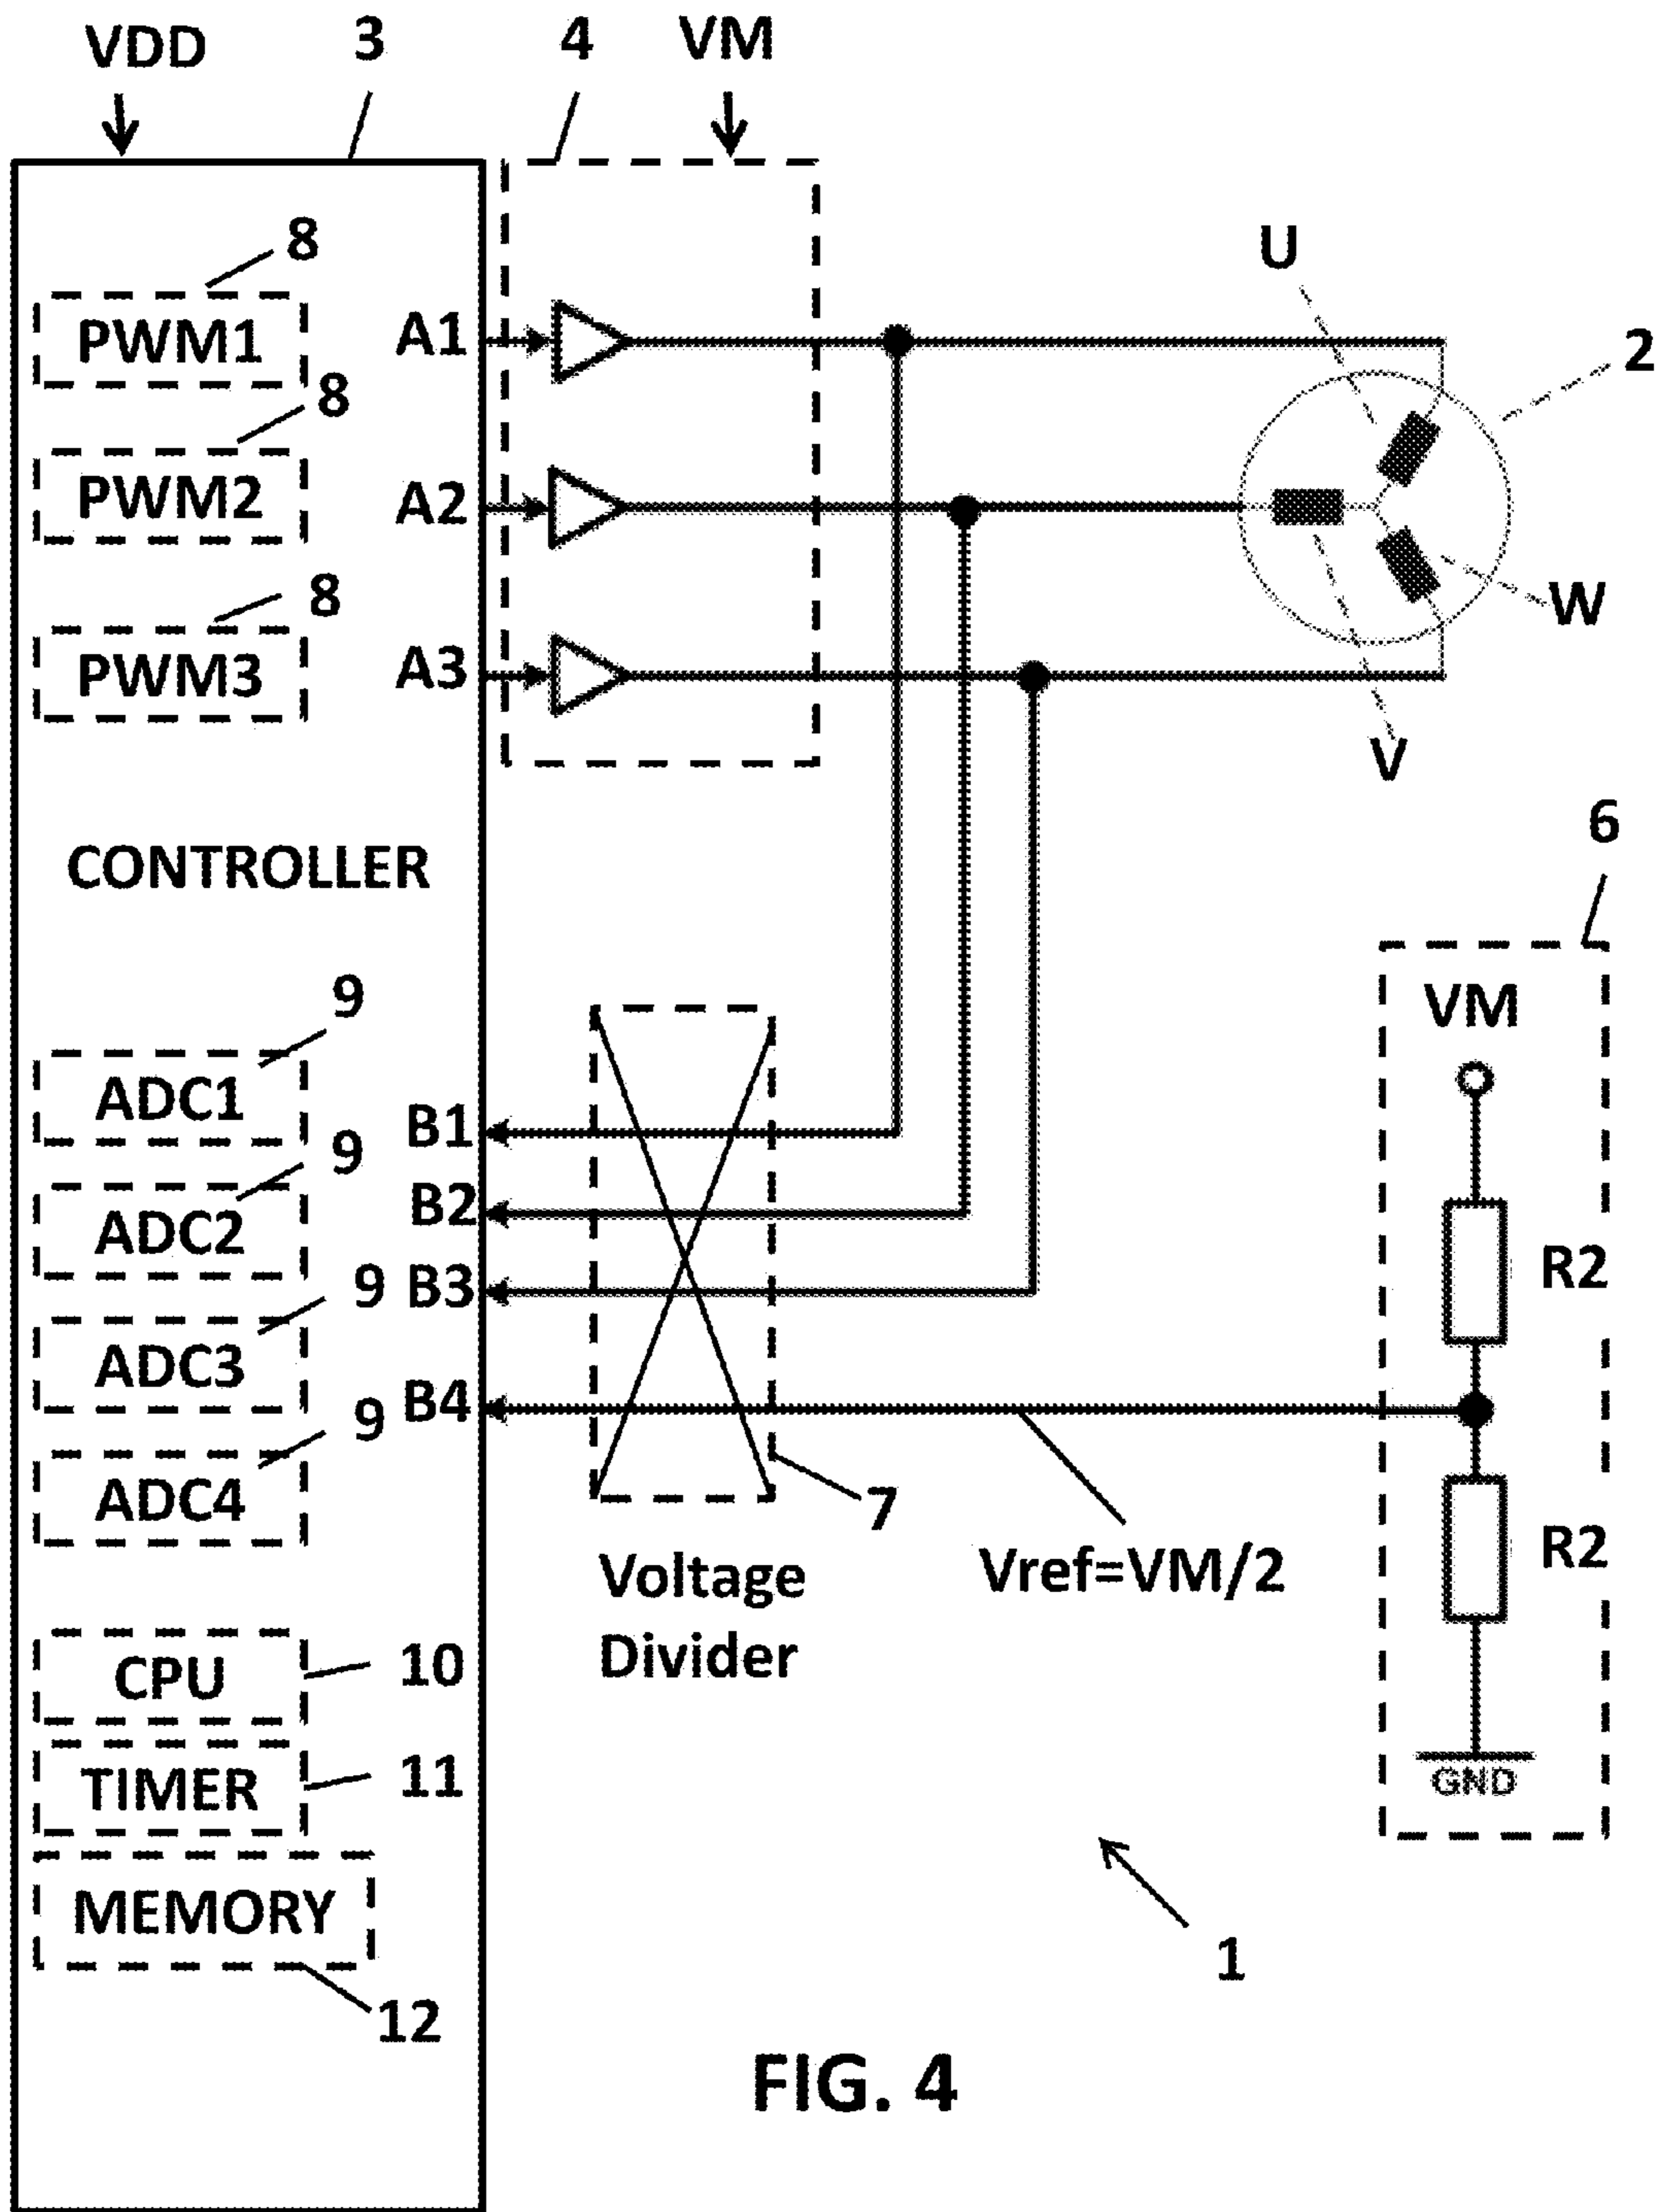 VDD
3
4
VM
8
PWM1
A1
U
2
8
PWM2
A2
8
PWM3
A3
W
V
CONTROLLER
6
VM
9
ADC1
B1
9
ADC2
B2
R2
9
B3
ADC3
9
B4
ADC4
7
R2
Voltage
Divider
Vref=VM/2
CPU
10
TIMER
11
GND
MEMORY
12
1
FIG. 4